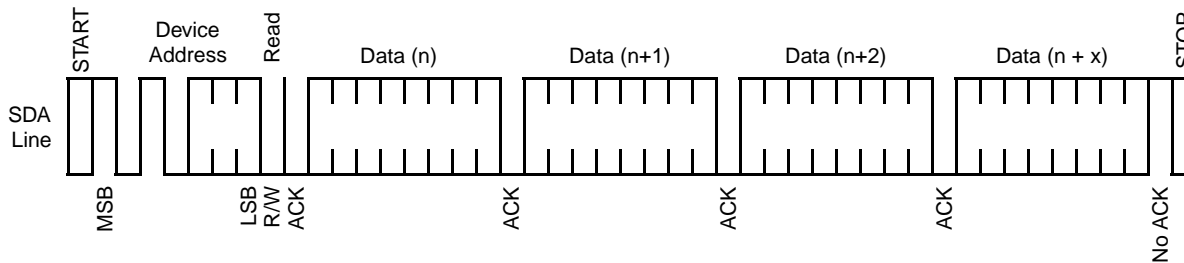 START
Device
Address
Read
Data (n)
Data (n+1)
Data (n+2)
Data (n + x)
STOP
SDA
Line
MSB
LSB
R/W
ACK
ACK
ACK
ACK
No ACK